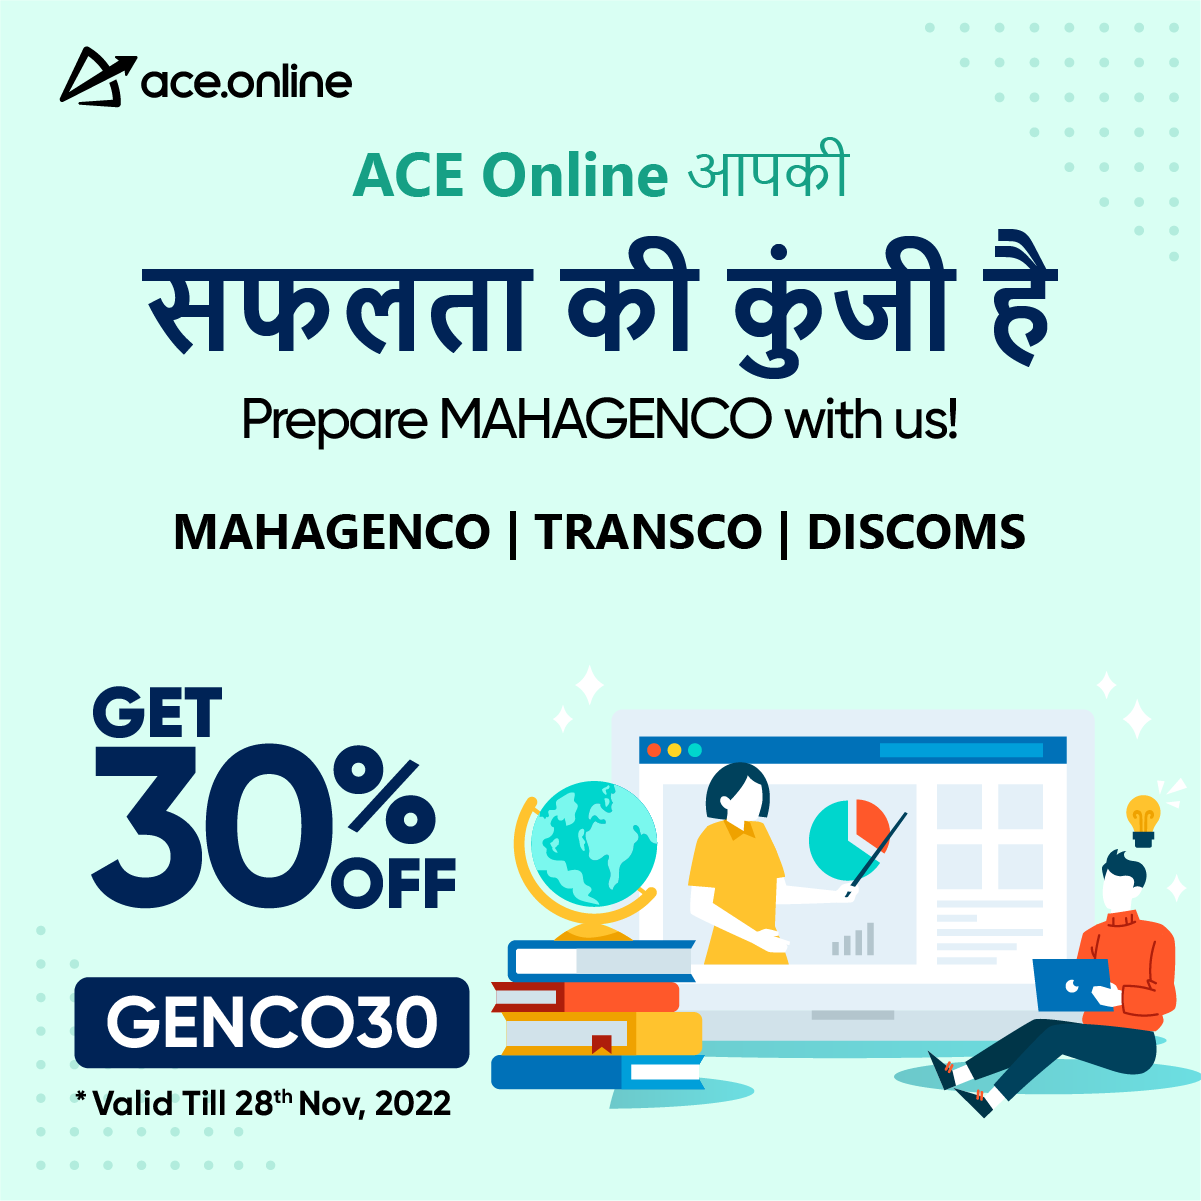 ace.online
ACE Online आपकी
सफलता की कुंजी है
Prepare MAHAGENCO with us!
MAHAGENCO | TRANSCO | DISCOMS
GET
30%
OFF
GENCO30
* Valid Till 28th Nov, 2022